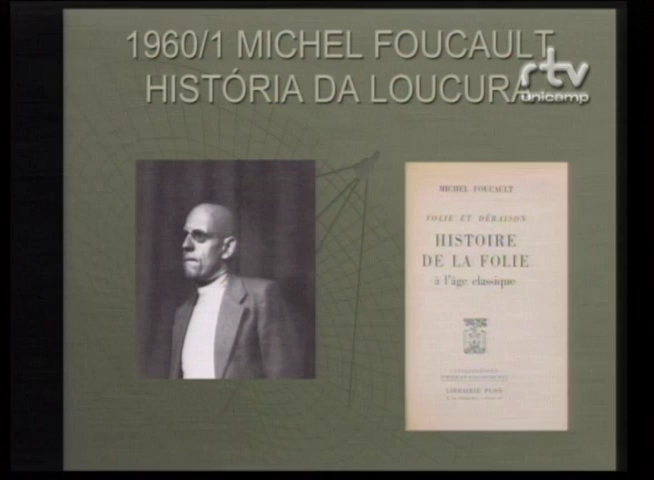 1960/1 MICHEL FOUCAULT
HISTÓRIA DA LOUCURA
rtv
unicamp
MICHEL FOUCAULT
FOLIE ET DÉRAISON
HISTOIRE
DE LA FOLIE
à l'âge classique
LIBRAIRIE PLON